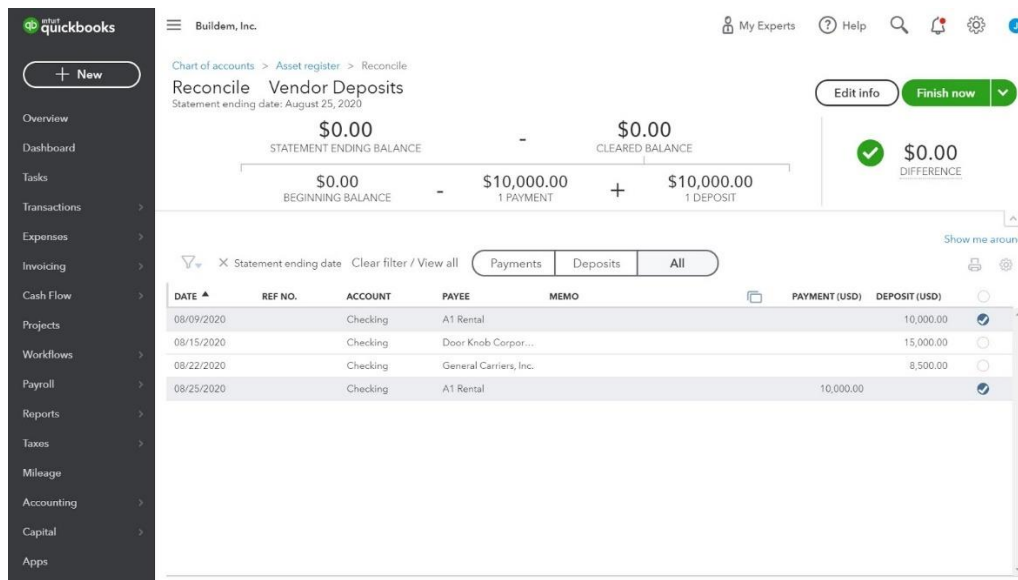 intuit
quickbooks
Buildem, Inc.
My Experts
Help
+ New
Overview
Dashboard
Tasks
Transactions
Expenses
Invoicing
Cash Flow
Projects
Workflows
Payroll
Reports
Taxes
Mileage
Accounting
Capital
Apps
Chart of accounts > Asset register > Reconcile
Reconcile Vendor Deposits
Statement ending date: August 25, 2020
Edit info
Finish now
$0.00 - $0.00
STATEMENT ENDING BALANCE CLEARED BALANCE
$0.00 - $10,000.00 + $10,000.00
BEGINNING BALANCE 1 PAYMENT 1 DEPOSIT
$0.00
DIFFERENCE
Show me aroun
X Statement ending date Clear filter / View all Payments Deposits All
DATE REF NO. ACCOUNT PAYEE MEMO PAYMENT (USD) DEPOSIT (USD)
08/09/2020 Checking A1 Rental 10,000.00
08/15/2020 Checking Door Knob Corpor... 15,000.00
08/22/2020 Checking General Carriers, Inc. 8,500.00
08/25/2020 Checking A1 Rental 10,000.00